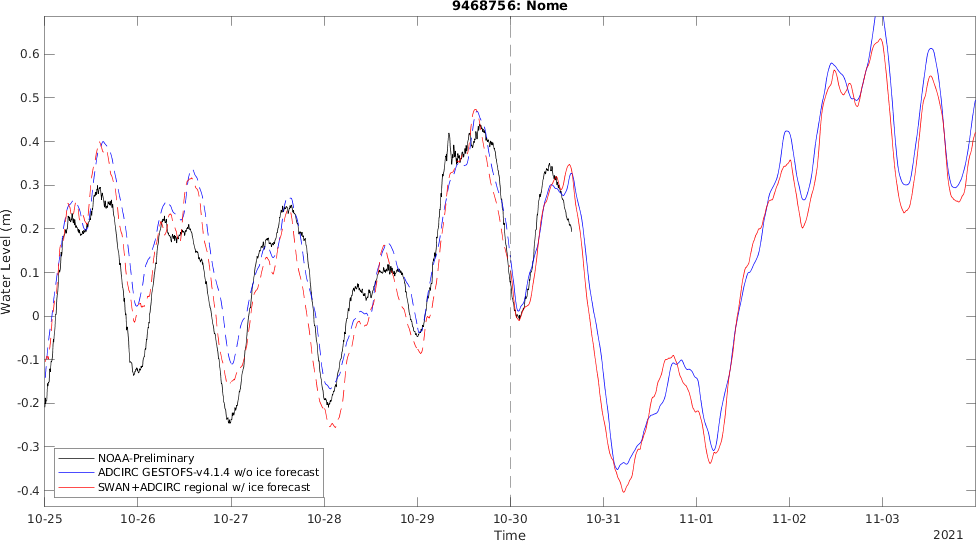 9468756: Nome
Water Level (m)
0.6
0.5
0.4
0.3
0.2
0.1
0
-0.1
-0.2
-0.3
-0.4
NOAA-Preliminary
ADCIRC GESTOFS-v4.1.4 w/o ice forecast
SWAN+ADCIRC regional w/ ice forecast
10-25 10-26 10-27 10-28 10-29 10-30 10-31 11-01 11-02 11-03
Time
2021